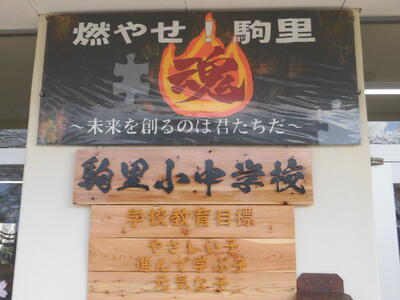 燃やせ!駒里
魂
～未来を創るのは君たちだ～
駒里小中学校
学校教育目標
やさしい子
進んで学ぶ子
元気な子